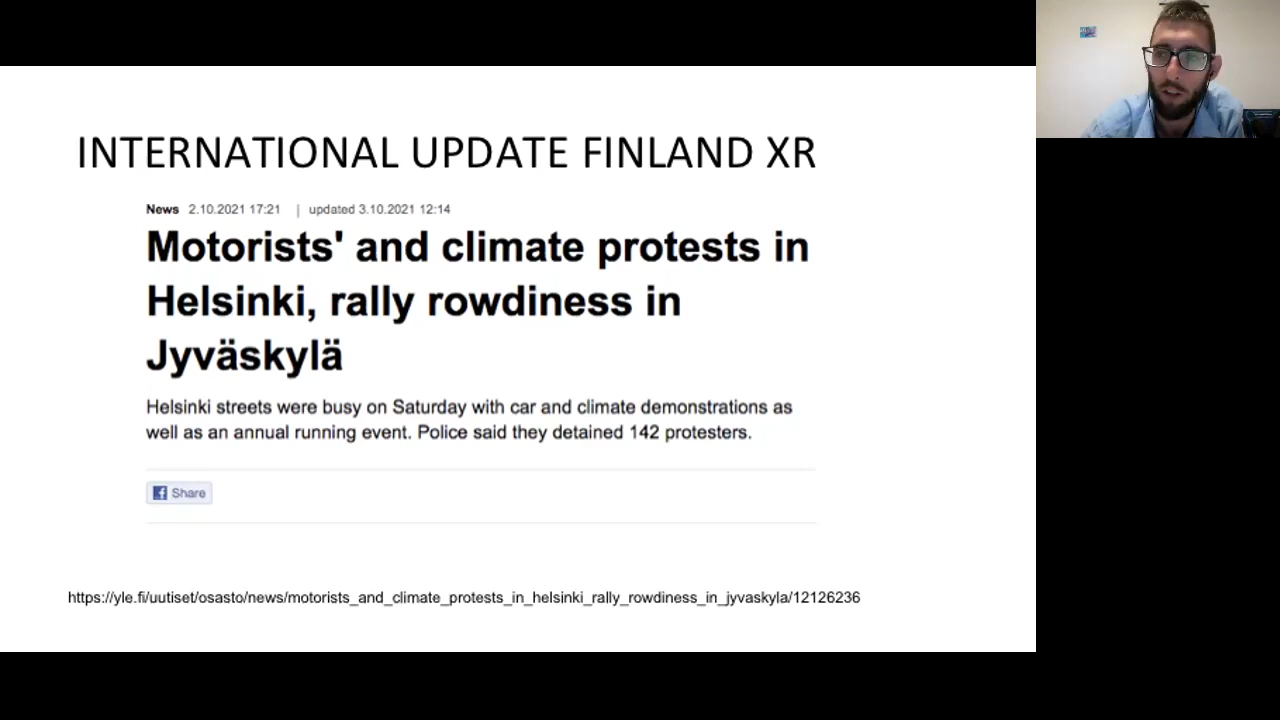 INTERNATIONAL UPDATE FINLAND XR
News 2.10.2021 17:21 | updated 3.10.2021 12:14
Motorists' and climate protests in
Helsinki, rally rowdiness in
Jyväskylä
Helsinki streets were busy on Saturday with car and climate demonstrations as
well as an annual running event. Police said they detained 142 protesters.
Share
https://yle.fi/uutiset/osasto/news/motorists_and_climate_protests_in_helsinki_rally_rowdiness_in_jyvaskyla/12126236